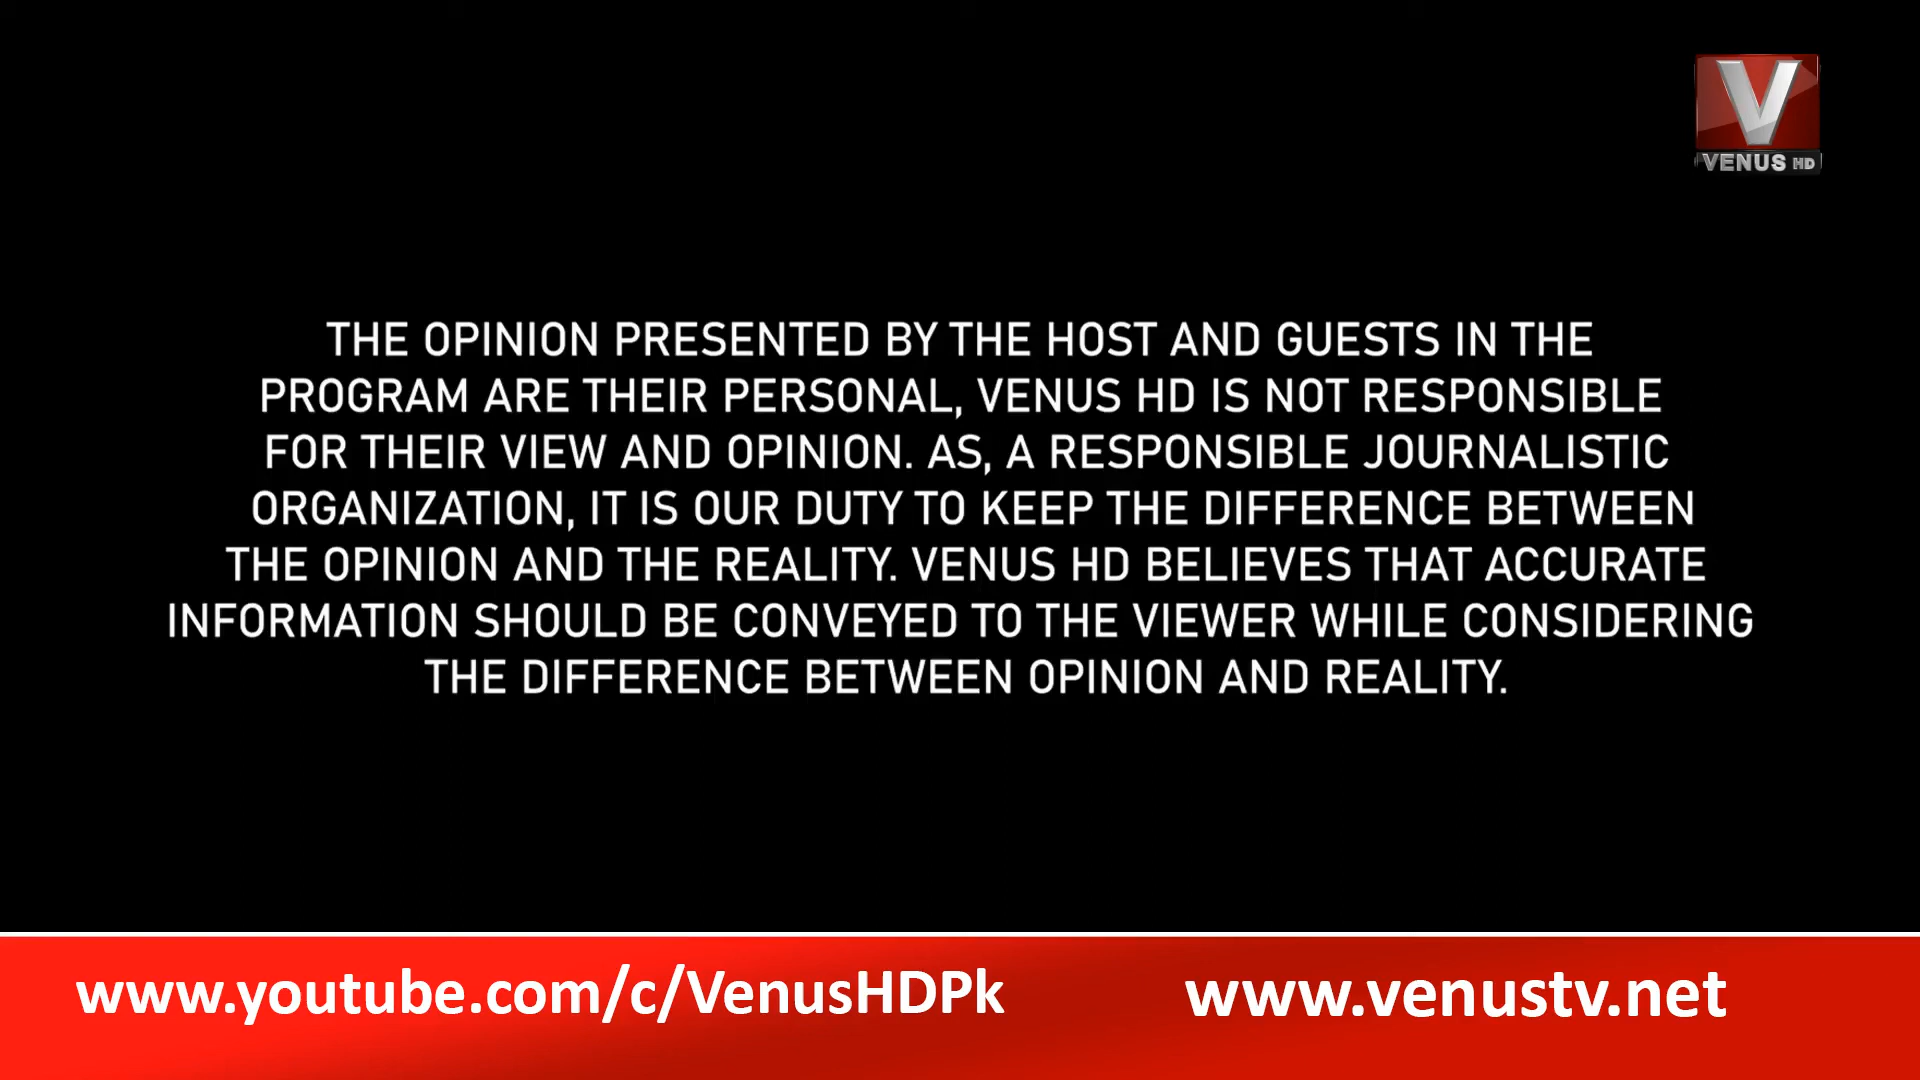 V
VENUS HD
THE OPINION PRESENTED BY THE HOST AND GUESTS IN THE
PROGRAM ARE THEIR PERSONAL, VENUS HD IS NOT RESPONSIBLE
FOR THEIR VIEW AND OPINION. AS, A RESPONSIBLE JOURNALISTIC
ORGANIZATION, IT IS OUR DUTY TO KEEP THE DIFFERENCE BETWEEN
THE OPINION AND THE REALITY. VENUS HD BELIEVES THAT ACCURATE
INFORMATION SHOULD BE CONVEYED TO THE VIEWER WHILE CONSIDERING
THE DIFFERENCE BETWEEN OPINION AND REALITY.
www.youtube.com/c/VenusHDPk
www.venustv.net